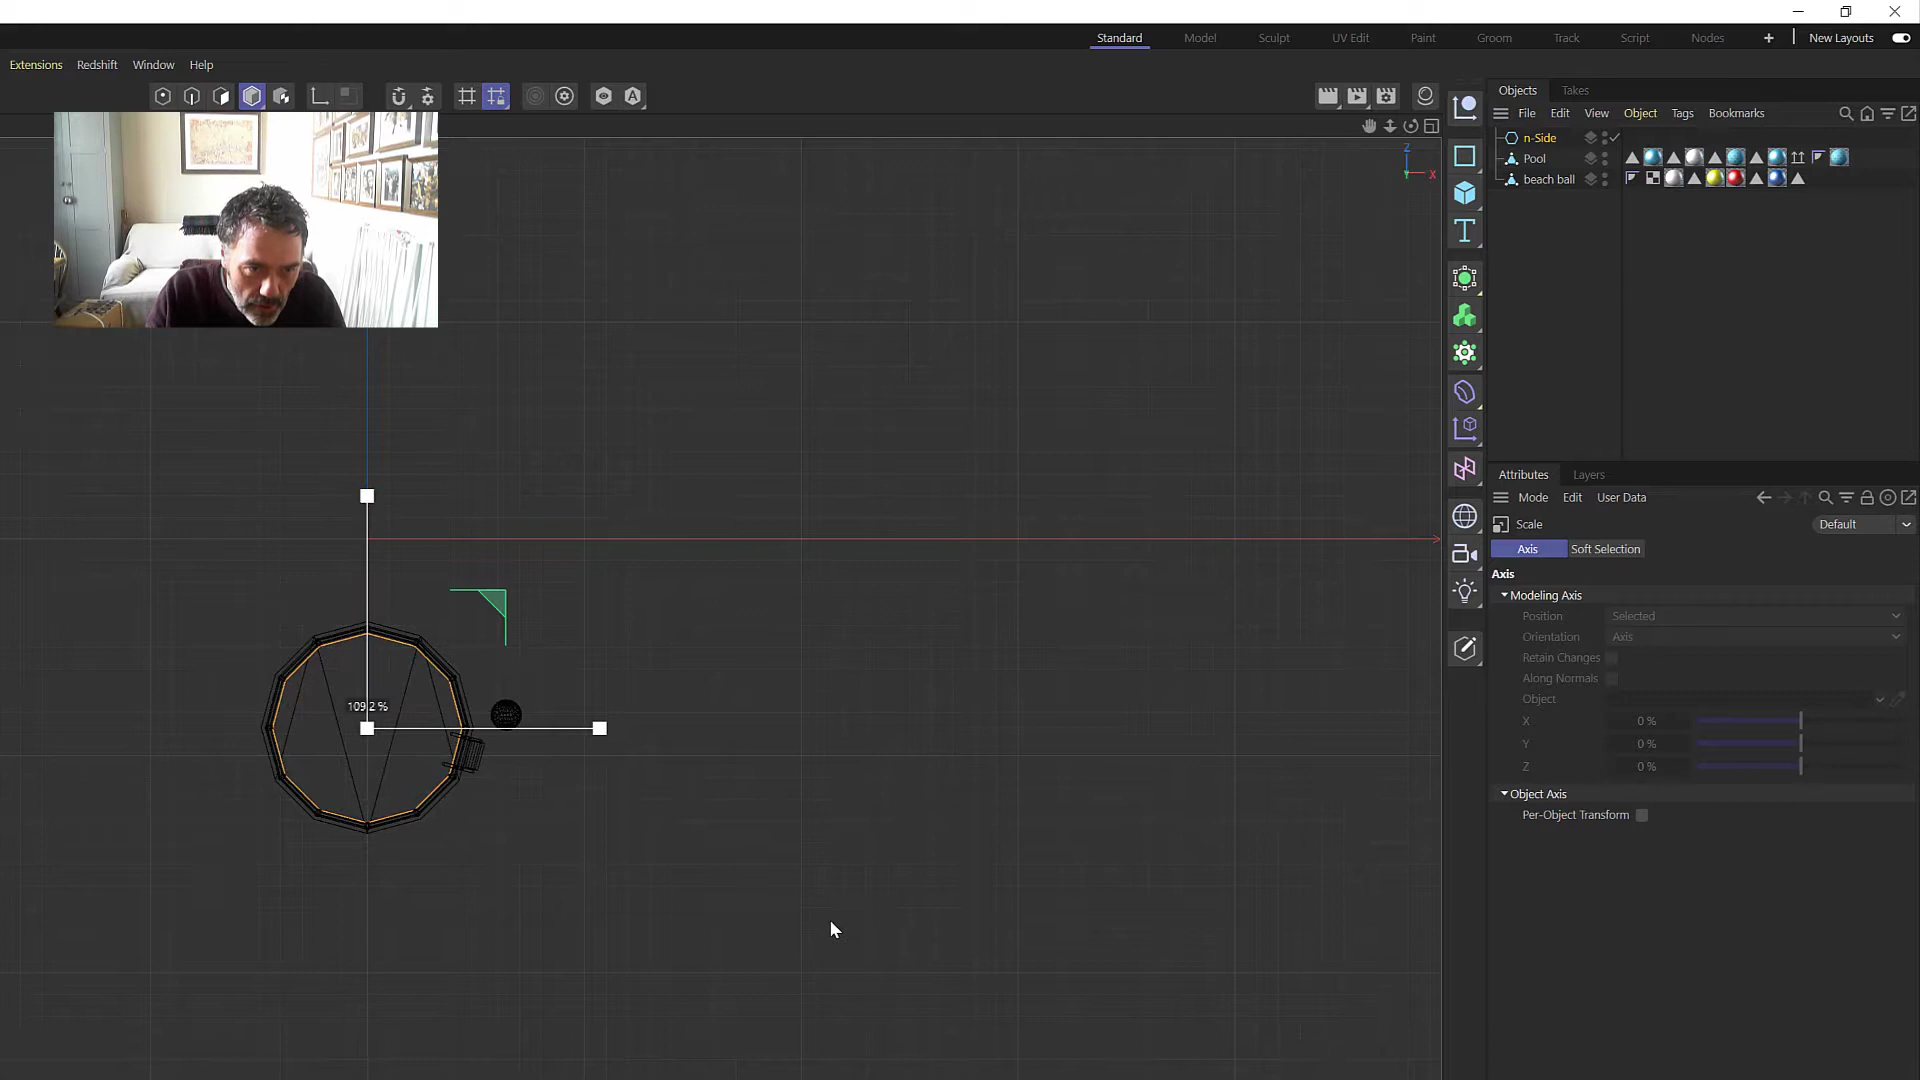 Standard
Model
Sculpt
UV Edit
Paint
Groom
Track
Script
Nodes
New Layouts
Extensions
Redshift
Window
Help
Objects
Takes
File
Edit
View
Object
Tags
Bookmarks
n-Side
Pool
beach ball
Z
X
Y
109.2 %
Attributes
Layers
Mode
Edit
User Data
Scale
Default
Axis
Soft Selection
Axis
Modeling Axis
Position
Selected
Orientation
Axis
Retain Changes
Along Normals
Object
X
0 %
Y
0 %
Z
0 %
Object Axis
Per-Object Transform